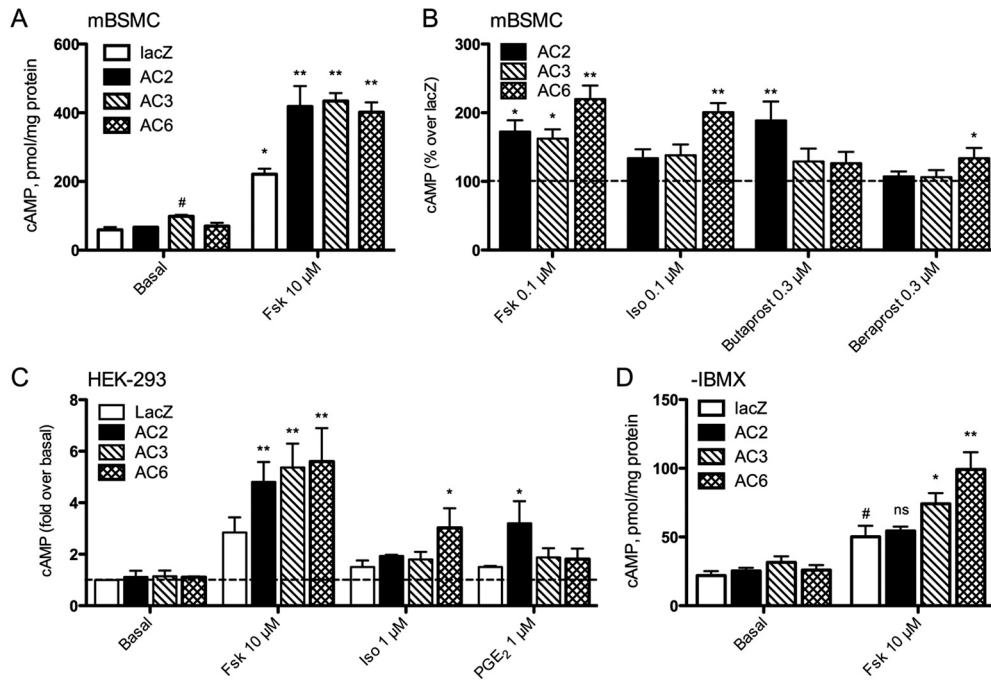 A
mBSMC
cAMP, pmol/mg protein
600
400
200
0
lacZ
AC2
AC3
AC6
#
*
**
**
**
Basal
Fsk 10 µM
B
mBSMC
cAMP (% over lacZ)
300
200
100
0
AC2
AC3
AC6
*
*
**
**
**
*
Fsk 0.1 µM
Iso 0.1 µM
Butaprost 0.3 µM
Beraprost 0.3 µM
C
HEK-293
cAMP (fold over basal)
8
6
4
2
0
LacZ
AC2
AC3
AC6
**
**
**
*
*
Basal
Fsk 10 µM
Iso 1 µM
PGE₂ 1 µM
D
-IBMX
cAMP, pmol/mg protein
150
100
50
0
lacZ
AC2
AC3
AC6
#
ns
*
**
Basal
Fsk 10 µM